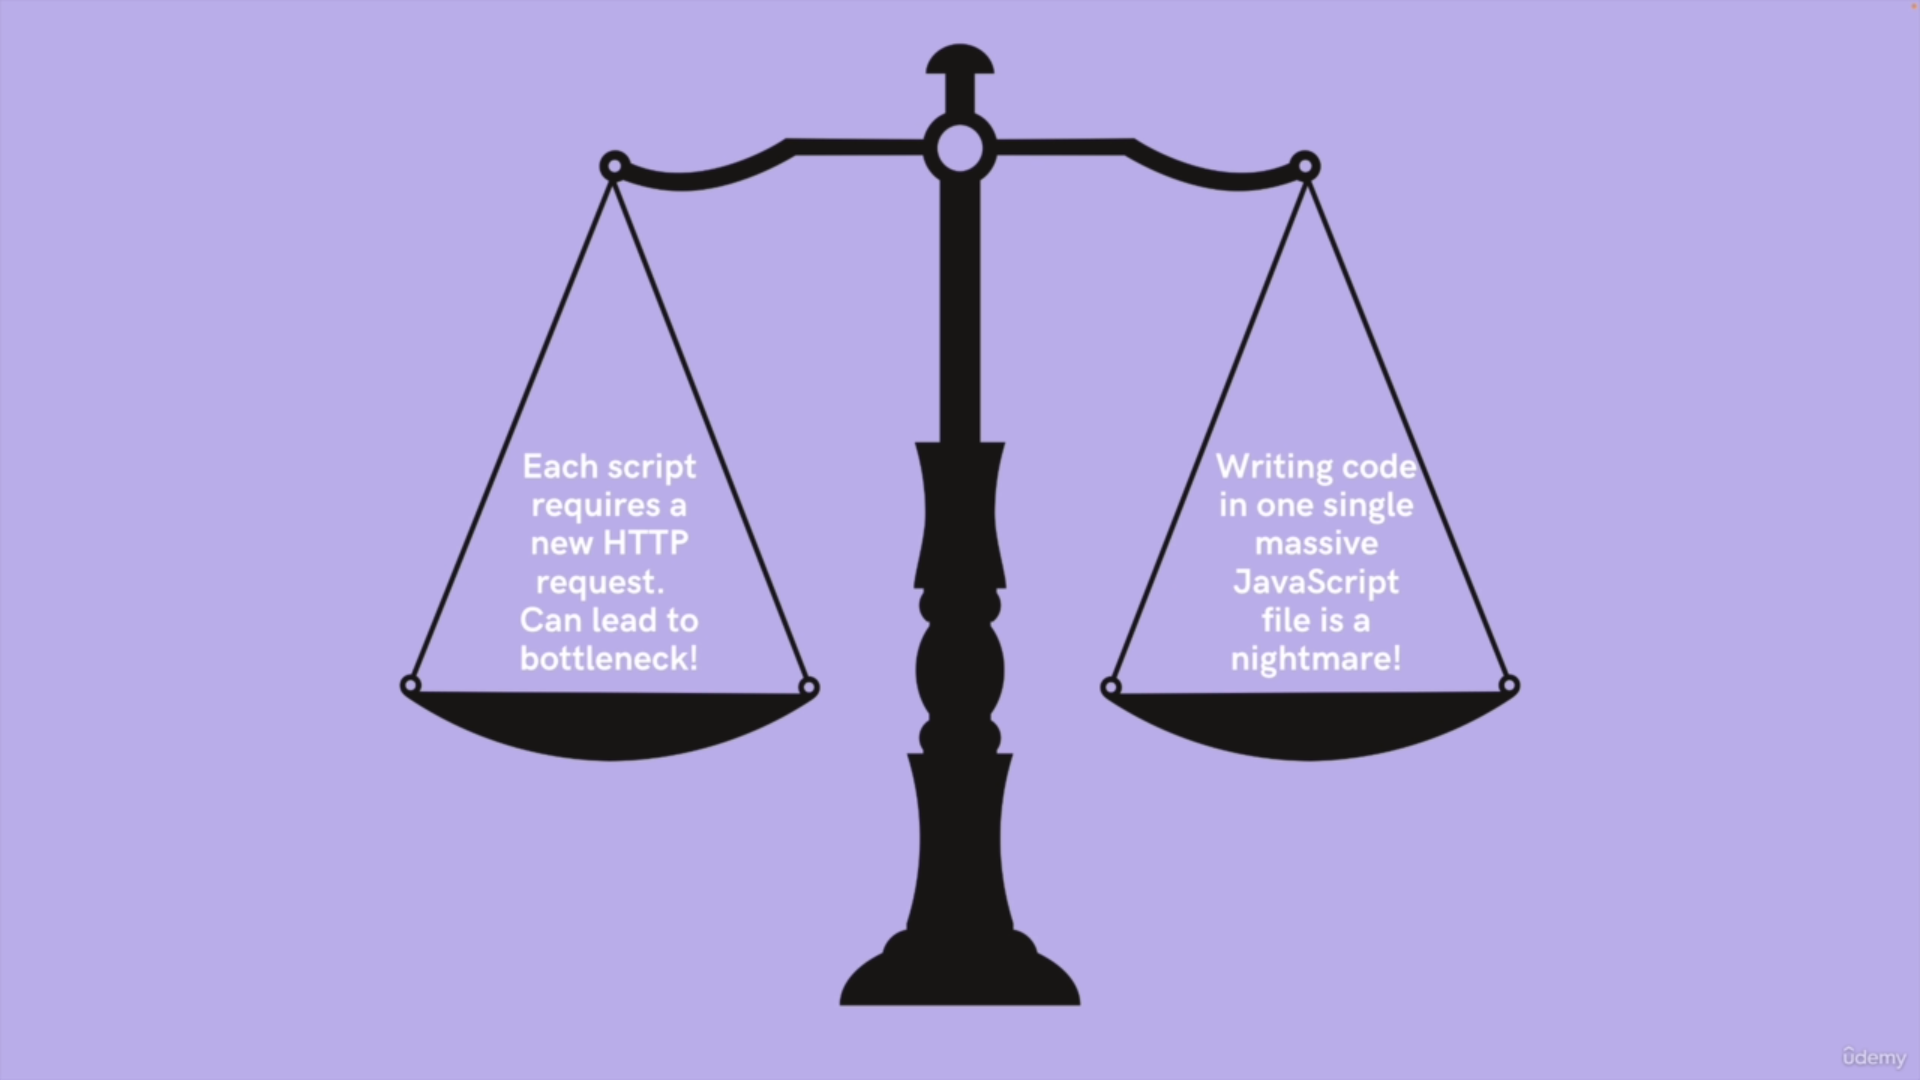 Each script
requires a
new HTTP
request.
Can lead to
bottleneck!
Writing code
in one single
massive
JavaScript
file is a
nightmare!
ûdemy